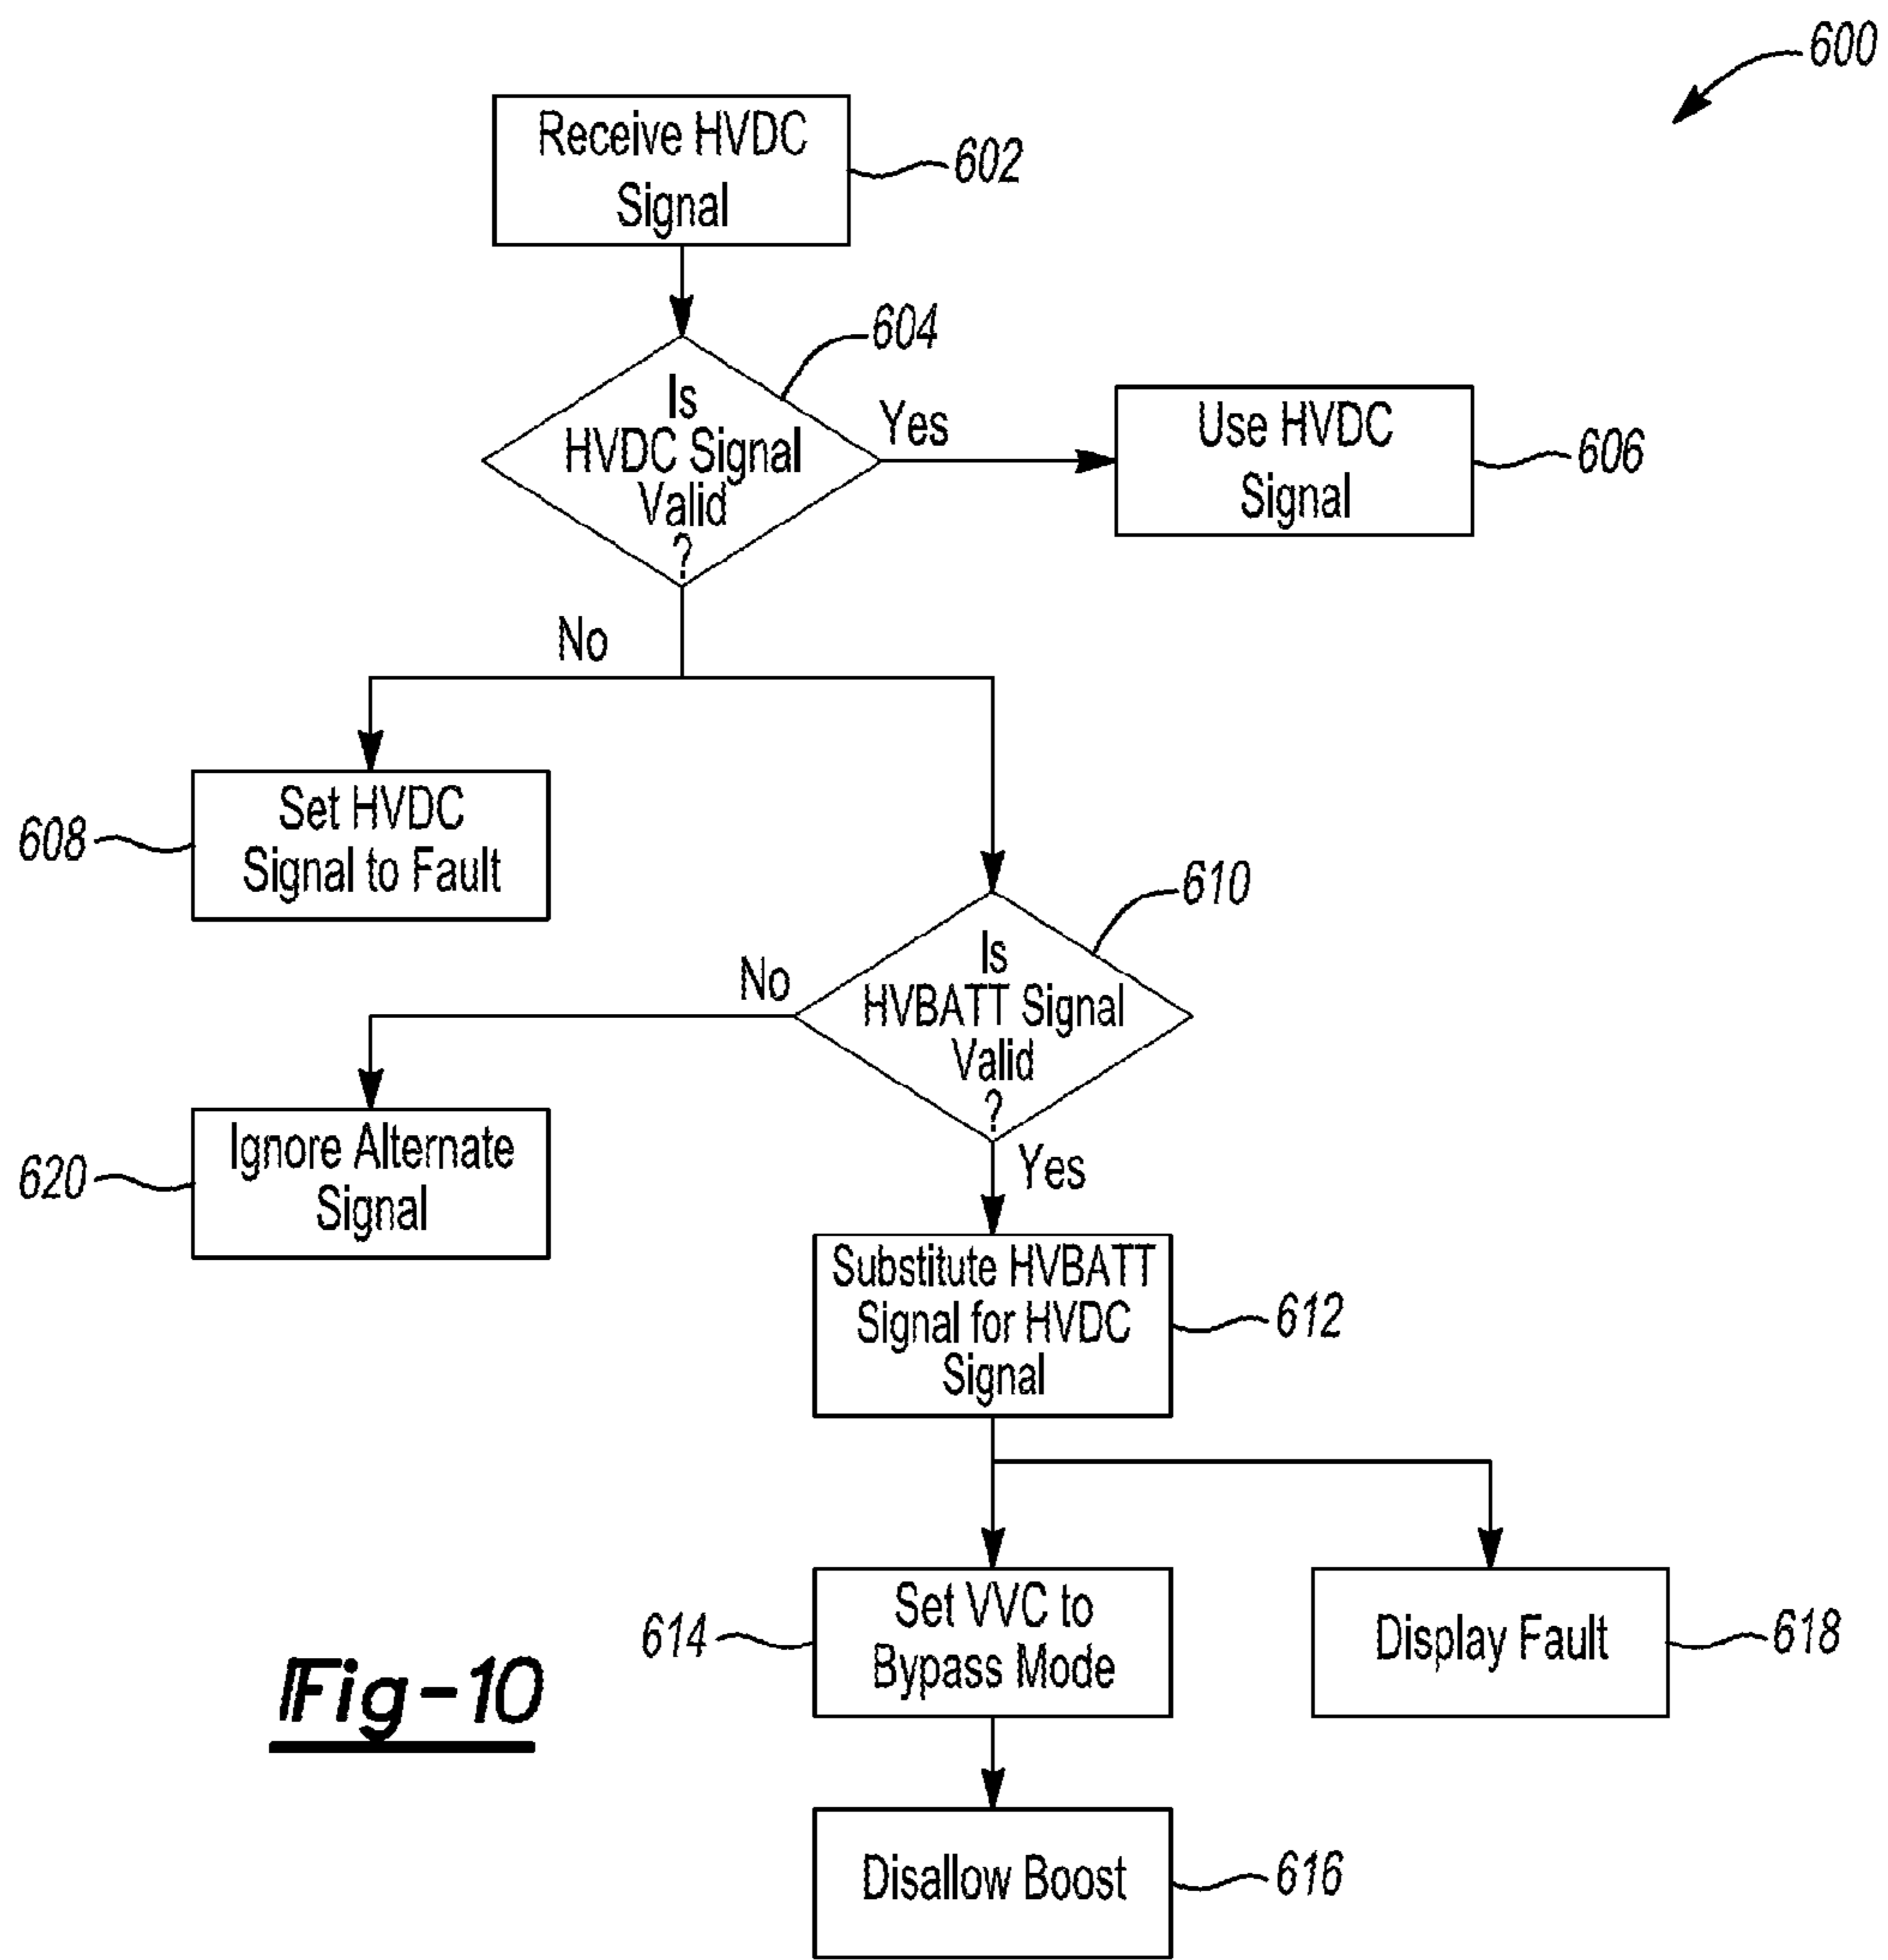 600
Receive HVDC
Signal
602
604
Is
HVDC Signal
Valid
?
Yes
Use HVDC
Signal
606
No
Set HVDC
Signal to Fault
608
610
Is
HVBATT Signal
Valid
?
No
Ignore Alternate
Signal
620
Yes
Substitute HVBATT
Signal for HVDC
Signal
612
Set VVC to
Bypass Mode
614
Display Fault
618
Fig-10
Disallow Boost
616